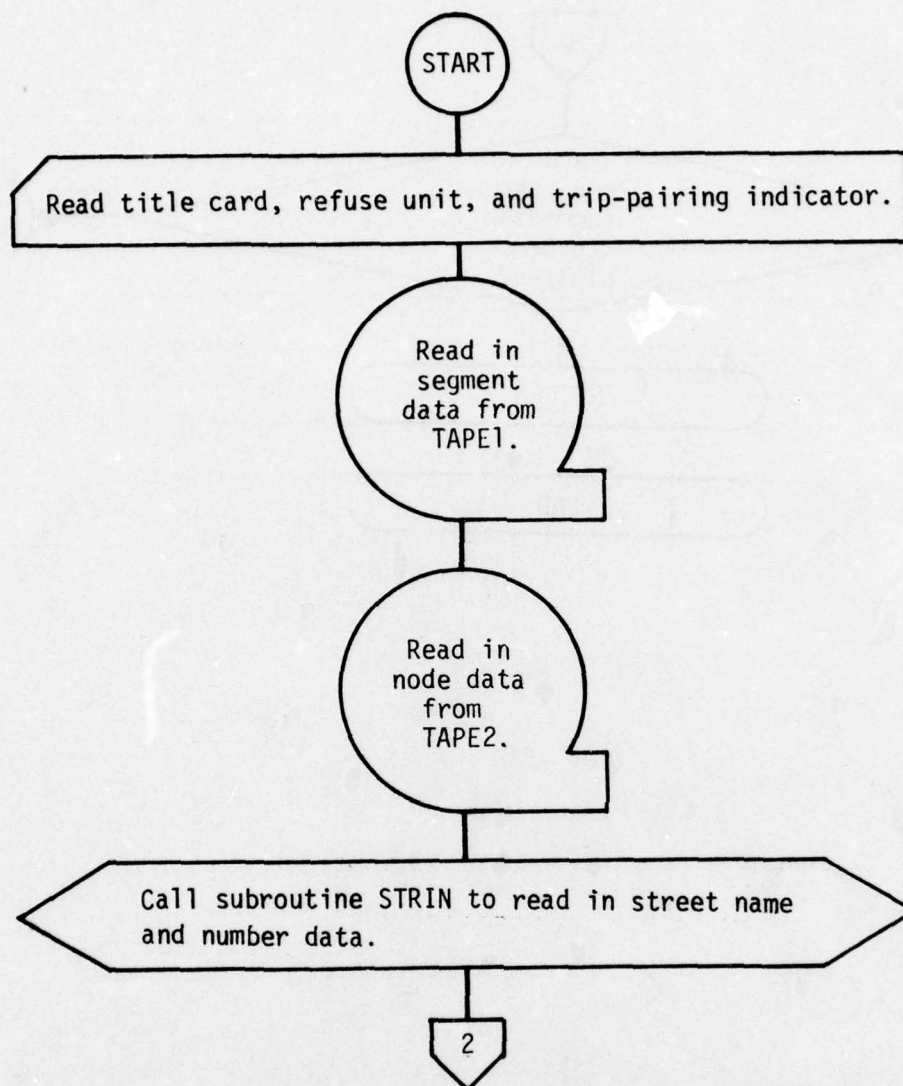 START
Read title card, refuse unit, and trip-pairing indicator.
Read in
segment
data from
TAPE1.
Read in
node data
from
TAPE2.
Call subroutine STRIN to read in street name
and number data.
2